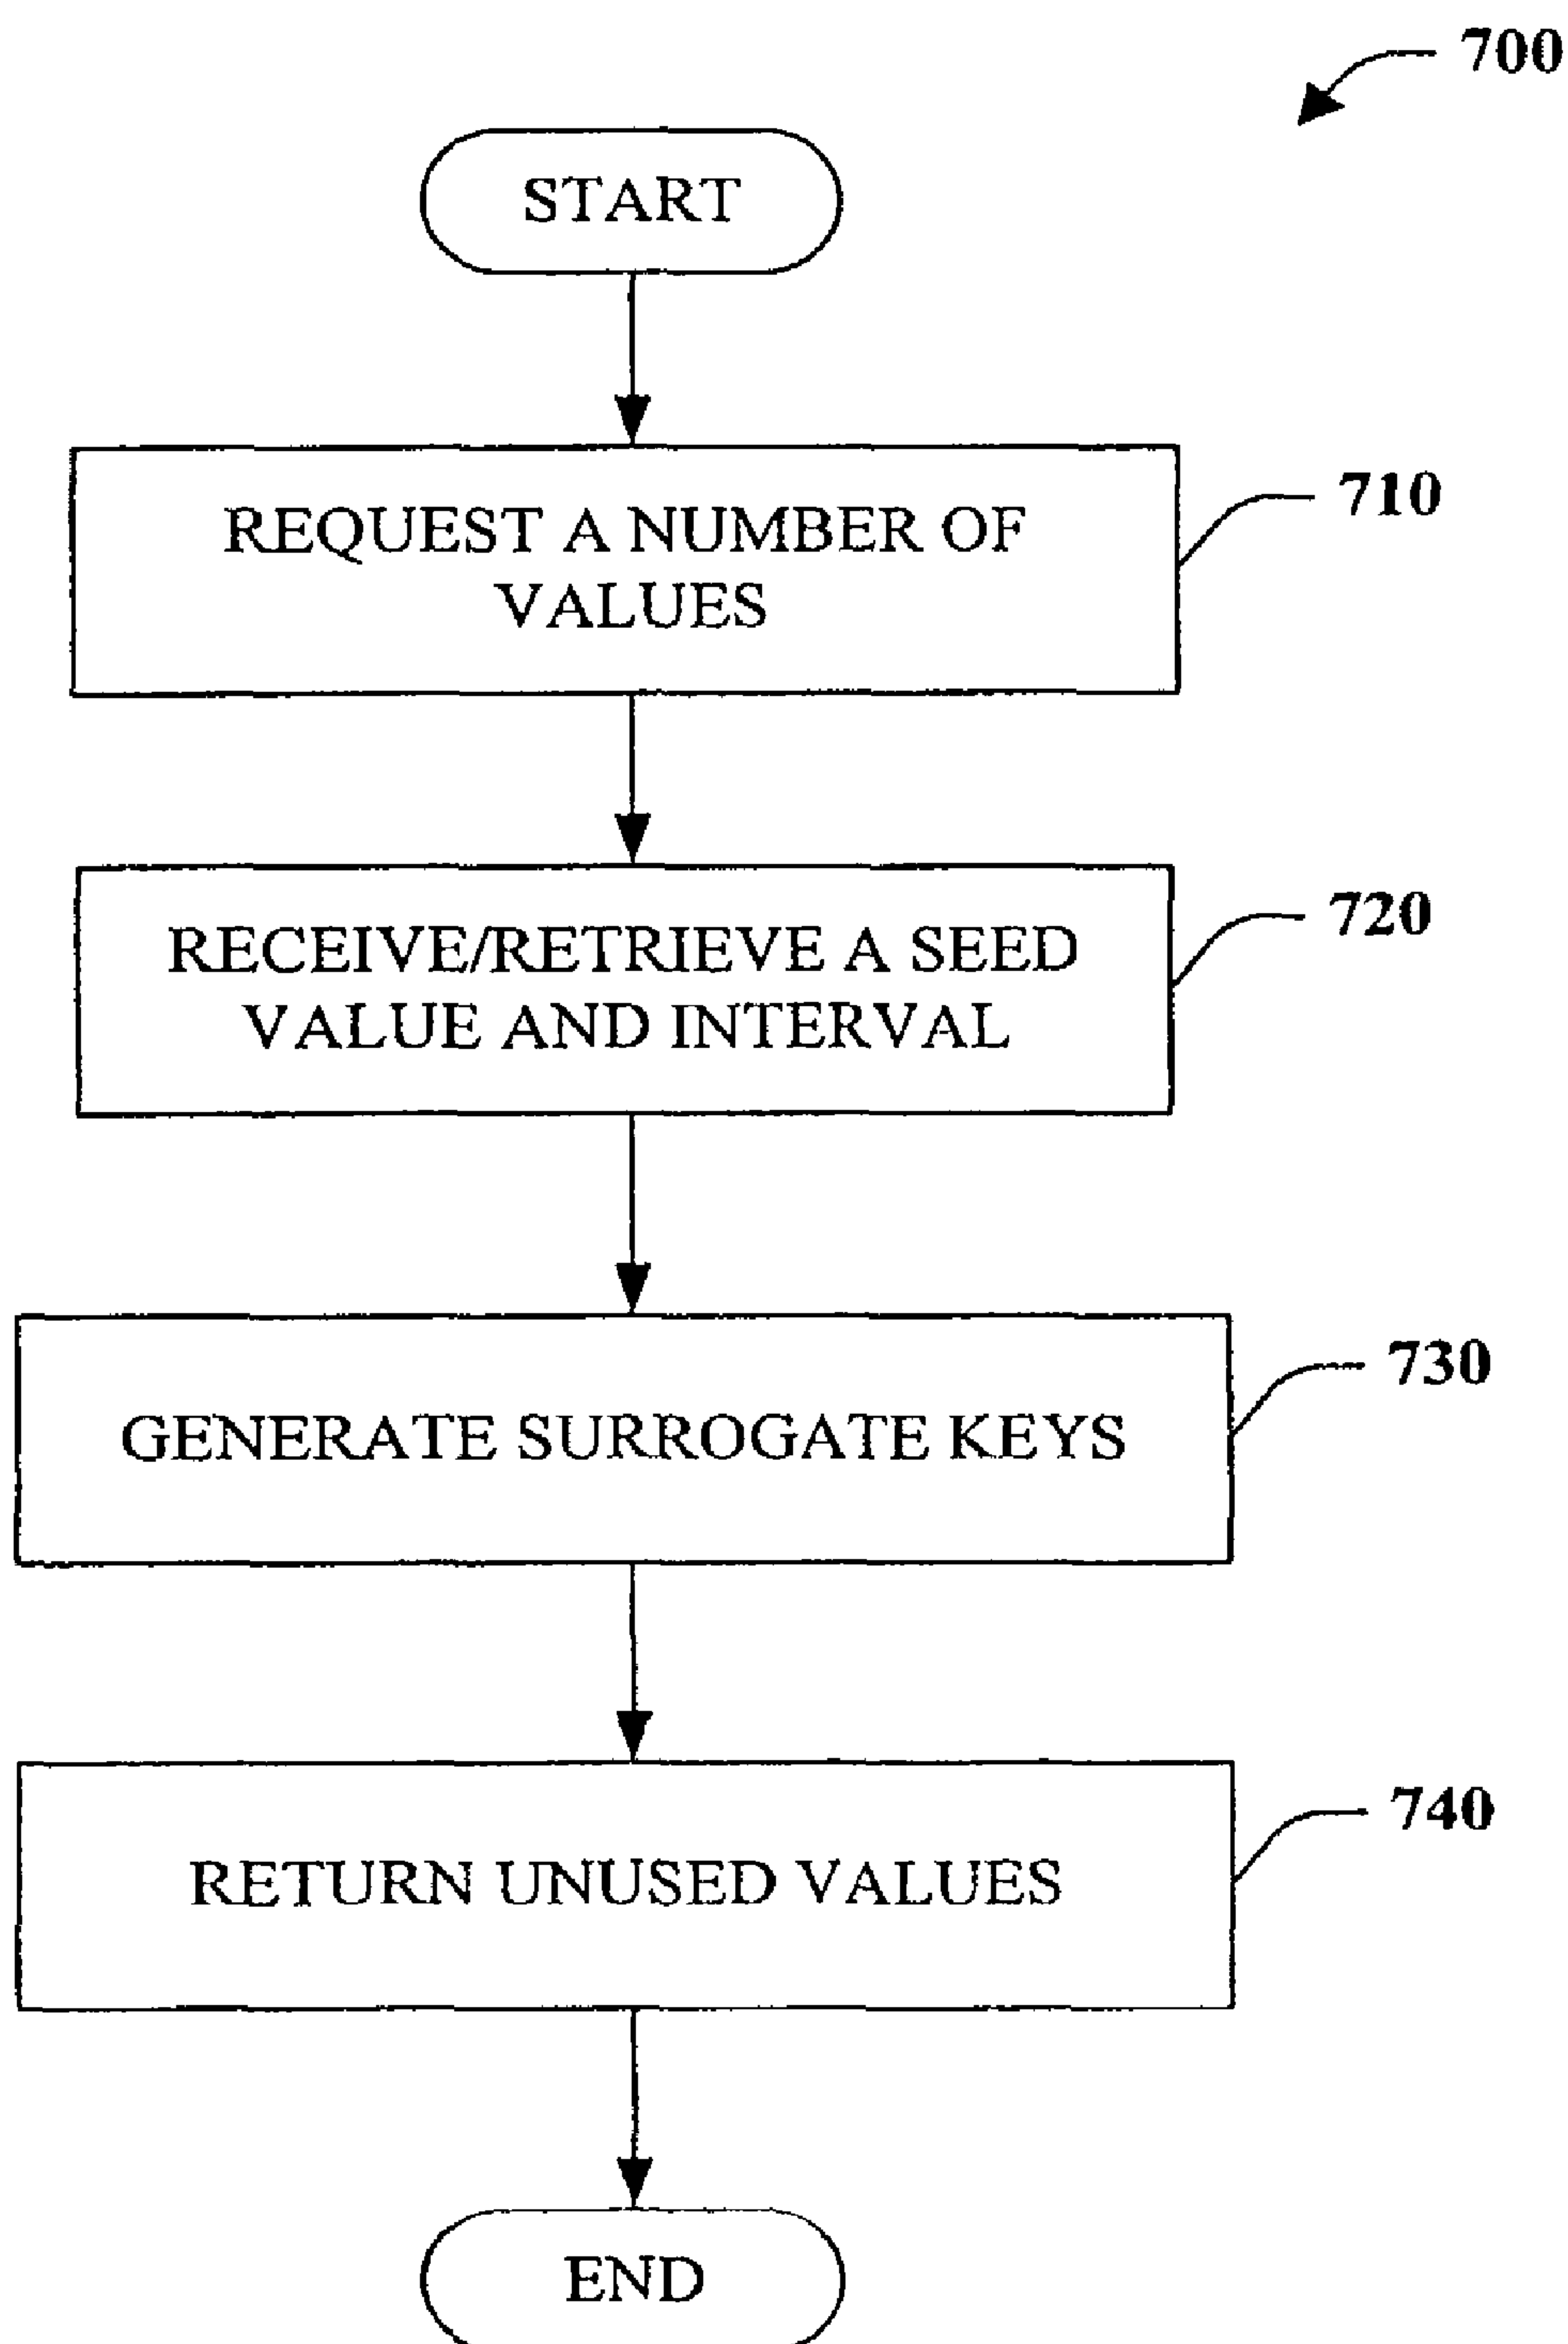 700
START
REQUEST A NUMBER OF
VALUES
710
RECEIVE/RETRIEVE A SEED
VALUE AND INTERVAL
720
GENERATE SURROGATE KEYS
730
RETURN UNUSED VALUES
740
END